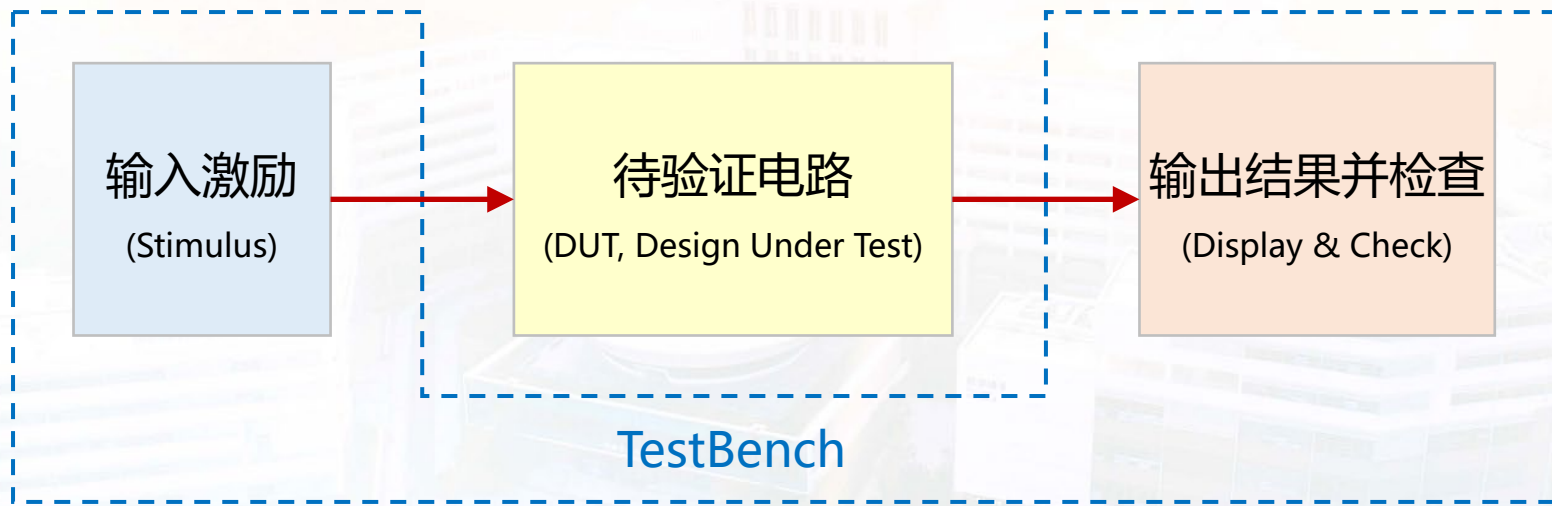 输入激励
(Stimulus)
待验证电路
(DUT, Design Under Test)
输出结果并检查
(Display & Check)
TestBench